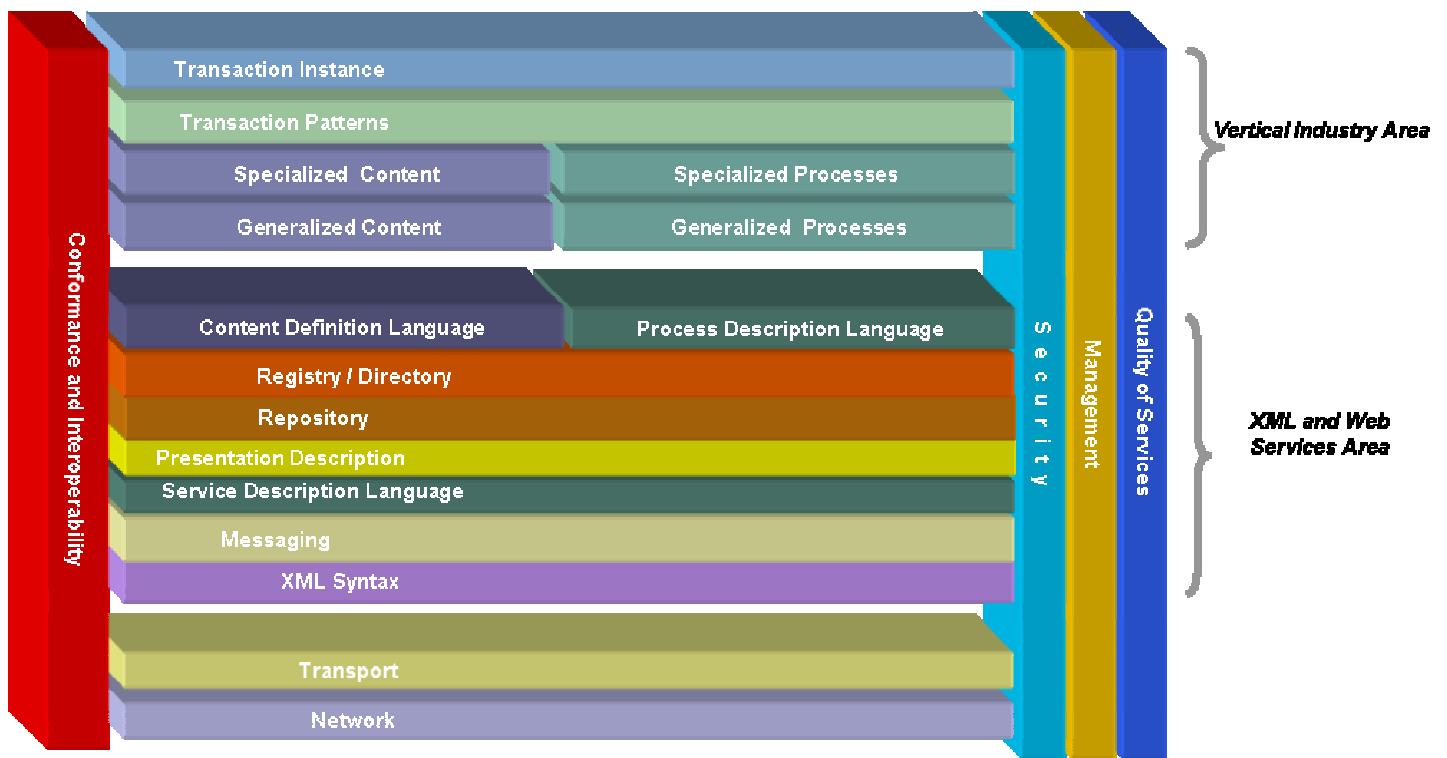 Transaction Instance
Transaction Patterns
Specialized Content
Specialized Processes
Generalized Content
Generalized Processes
Content Definition Language
Process Description Language
Registry / Directory
Repository
Presentation Description
Service Description Language
Messaging
XML Syntax
Transport
Network
Conformance and Interoperability
Security
Management
Quality of Services
Vertical Industry Area
XML and Web
Services Area